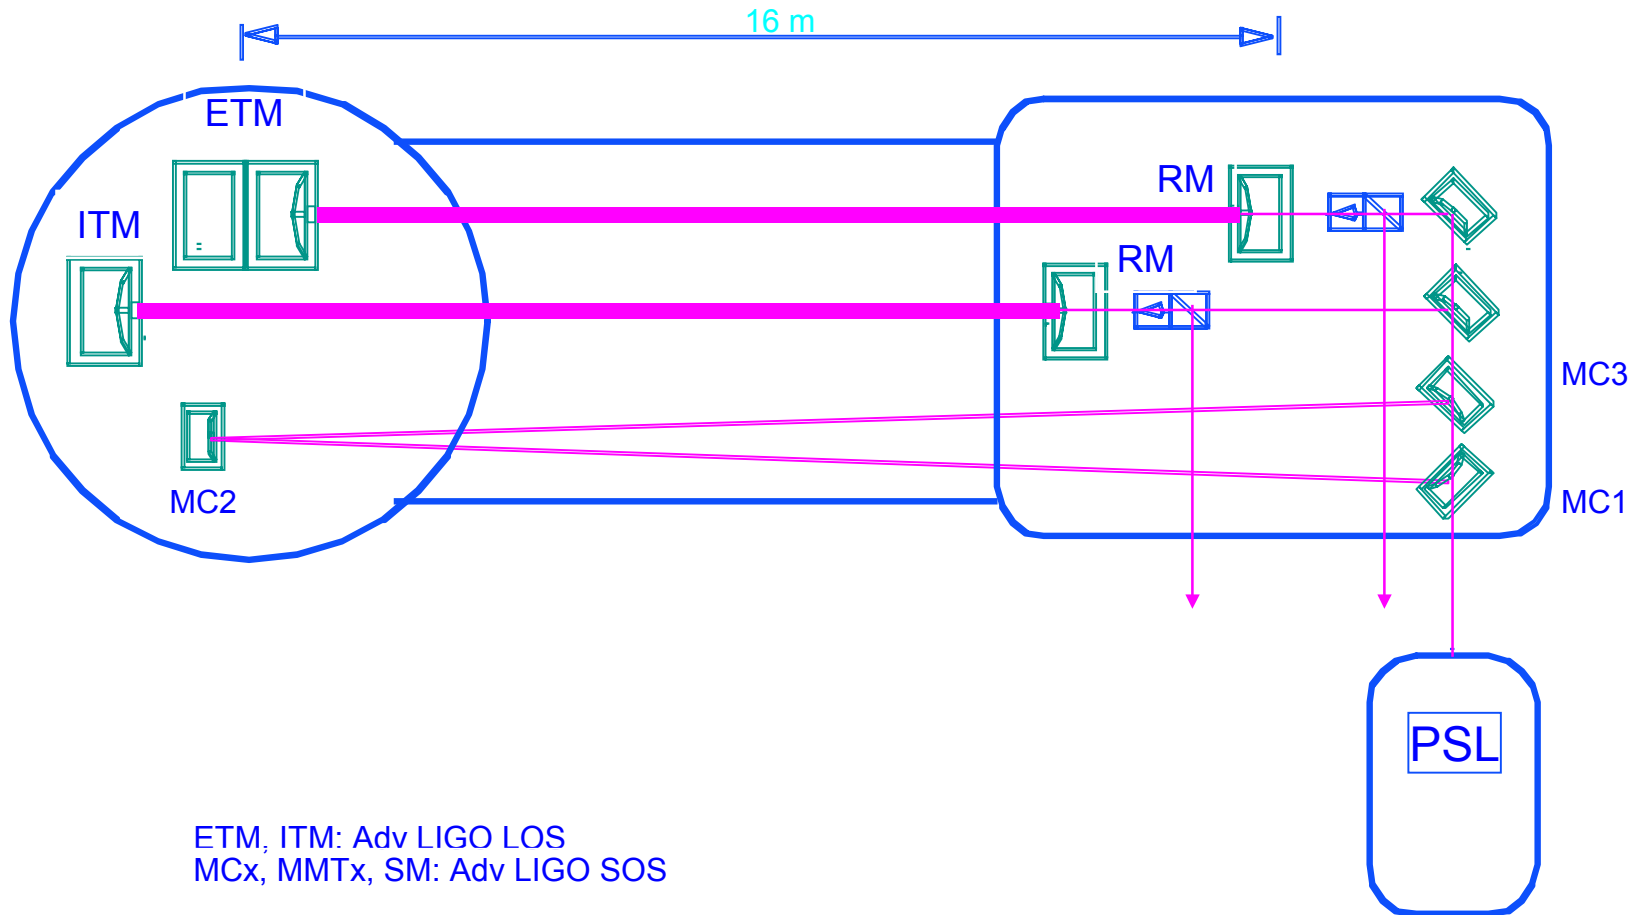 16 m
ETM
RM
ITM
RM
MC3
MC2
MC1
PSL
ETM, ITM: Adv LIGO LOS
MCx, MMTx, SM: Adv LIGO SOS